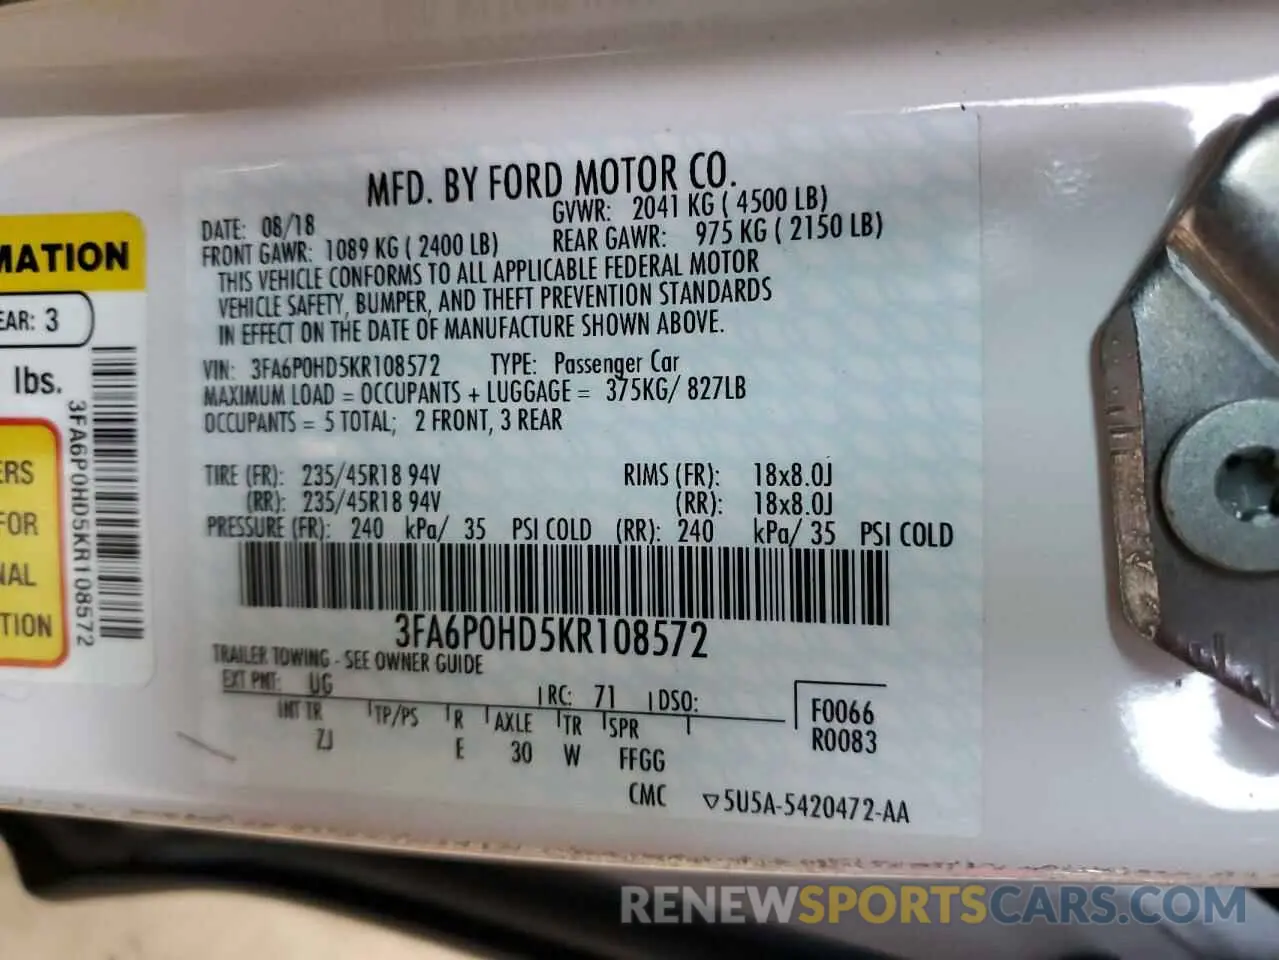 MFD. BY FORD MOTOR CO.
DATE: 08/18 GVWR: 2041 KG ( 4500 LB)
FRONT GAWR: 1089 KG ( 2400 LB) REAR GAWR: 975 KG ( 2150 LB)
THIS VEHICLE CONFORMS TO ALL APPLICABLE FEDERAL MOTOR
VEHICLE SAFETY, BUMPER, AND THEFT PREVENTION STANDARDS
IN EFFECT ON THE DATE OF MANUFACTURE SHOWN ABOVE.
VIN: 3FA6P0HD5KR108572 TYPE: Passenger Car
MAXIMUM LOAD = OCCUPANTS + LUGGAGE = 375KG/ 827LB
OCCUPANTS = 5 TOTAL; 2 FRONT, 3 REAR
TIRE (FR): 235/45R18 94V RIMS (FR): 18x8.0J
(RR): 235/45R18 94V (RR): 18x8.0J
PRESSURE (FR): 240 kPa/ 35 PSI COLD (RR): 240 kPa/ 35 PSI COLD
3FA6P0HD5KR108572
TRAILER TOWING - SEE OWNER GUIDE
EXT PNT: UG RC: 71 DSO:
INT TR TP/PS R AXLE TR SPR
ZJ E 30 W FFGG
F0066
R0083
CMC ▽5U5A-5420472-AA
MATION
EAR: 3
lbs.
ERS
FOR
NAL
TION
3FA6P0HD5KR108572
RENEWSPORTSCARS.COM